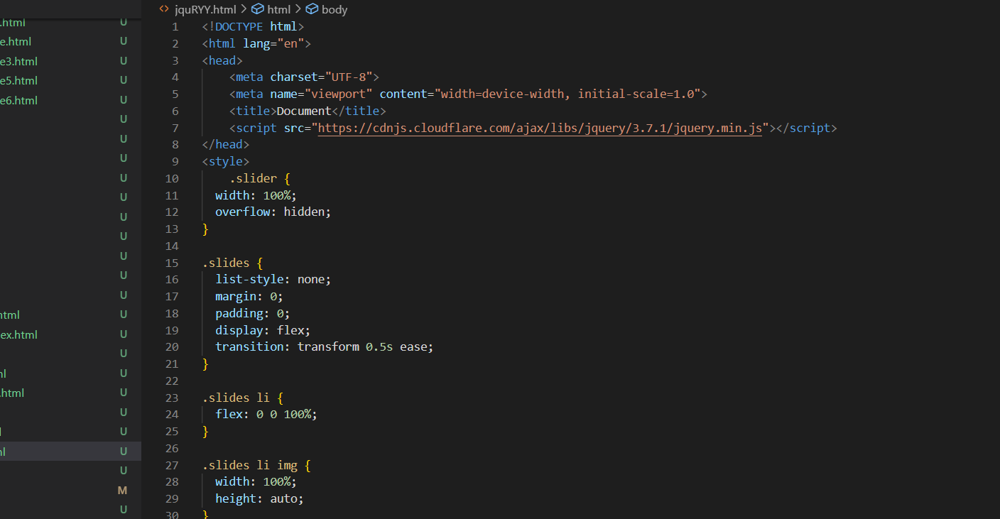 jquRYY.html > html > body
.html U
e.html U
e3.html U
e5.html U
e6.html U
U
U
U
U
U
U
U
U
U
U
html U
ex.html U
U
ml U
.html U
U
l U
ml U
U
M
U
1 <!DOCTYPE html>
2 <html lang="en">
3 <head>
4 <meta charset="UTF-8">
5 <meta name="viewport" content="width=device-width, initial-scale=1.0">
6 <title>Document</title>
7 <script src="https://cdnjs.cloudflare.com/ajax/libs/jquery/3.7.1/jquery.min.js"></script>
8 </head>
9 <style>
10 .slider {
11 width: 100%;
12 overflow: hidden;
13 }
14
15 .slides {
16 list-style: none;
17 margin: 0;
18 padding: 0;
19 display: flex;
20 transition: transform 0.5s ease;
21 }
22
23 .slides li {
24 flex: 0 0 100%;
25 }
26
27 .slides li img {
28 width: 100%;
29 height: auto;
30 }